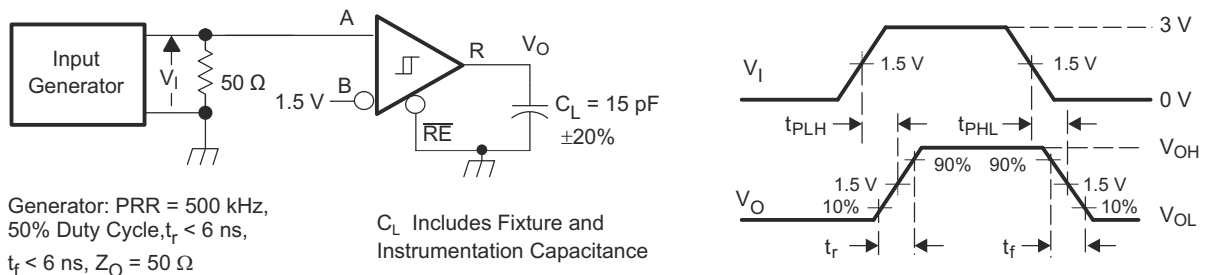 Input
Generator
V_I
50 Ω
A
B
1.5 V
R
V_O
RE
C_L = 15 pF
±20%
Generator: PRR = 500 kHz,
50% Duty Cycle,t_r < 6 ns,
t_f < 6 ns, Z_O = 50 Ω
C_L Includes Fixture and
Instrumentation Capacitance
V_I
3 V
1.5 V
1.5 V
0 V
t_PLH
t_PHL
V_OH
90%
90%
1.5 V
1.5 V
V_O
10%
10%
V_OL
t_r
t_f